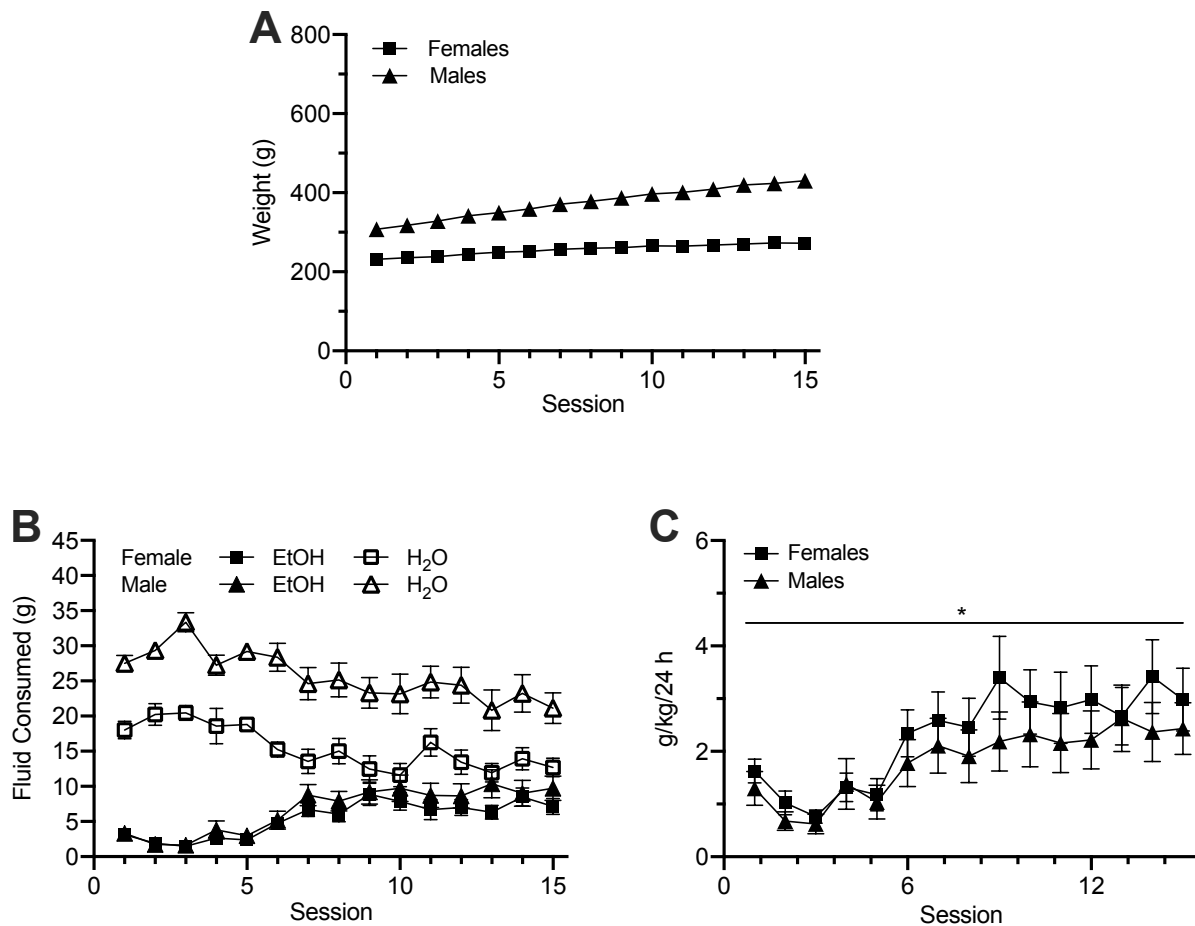 A
800
600
400
200
0
Weight (g)
Females
Males
0 5 10 15
Session
B
45
40
35
30
25
20
15
10
5
0
Fluid Consumed (g)
Female EtOH H₂O
Male EtOH H₂O
0 5 10 15
Session
C
6
4
2
0
g/kg/24 h
Females
Males
*
0 6 12
Session